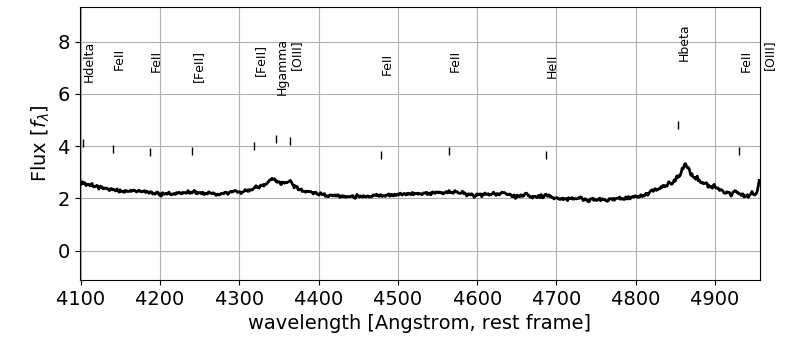 Hdelta
FeII
FeII
[FeII]
[FeII]
Hgamma
[OIII]
FeII
FeII
HeII
Hbeta
FeII
[OIII]
8
6
4
2
0
Flux [f_λ]
4100 4200 4300 4400 4500 4600 4700 4800 4900
wavelength [Angstrom, rest frame]